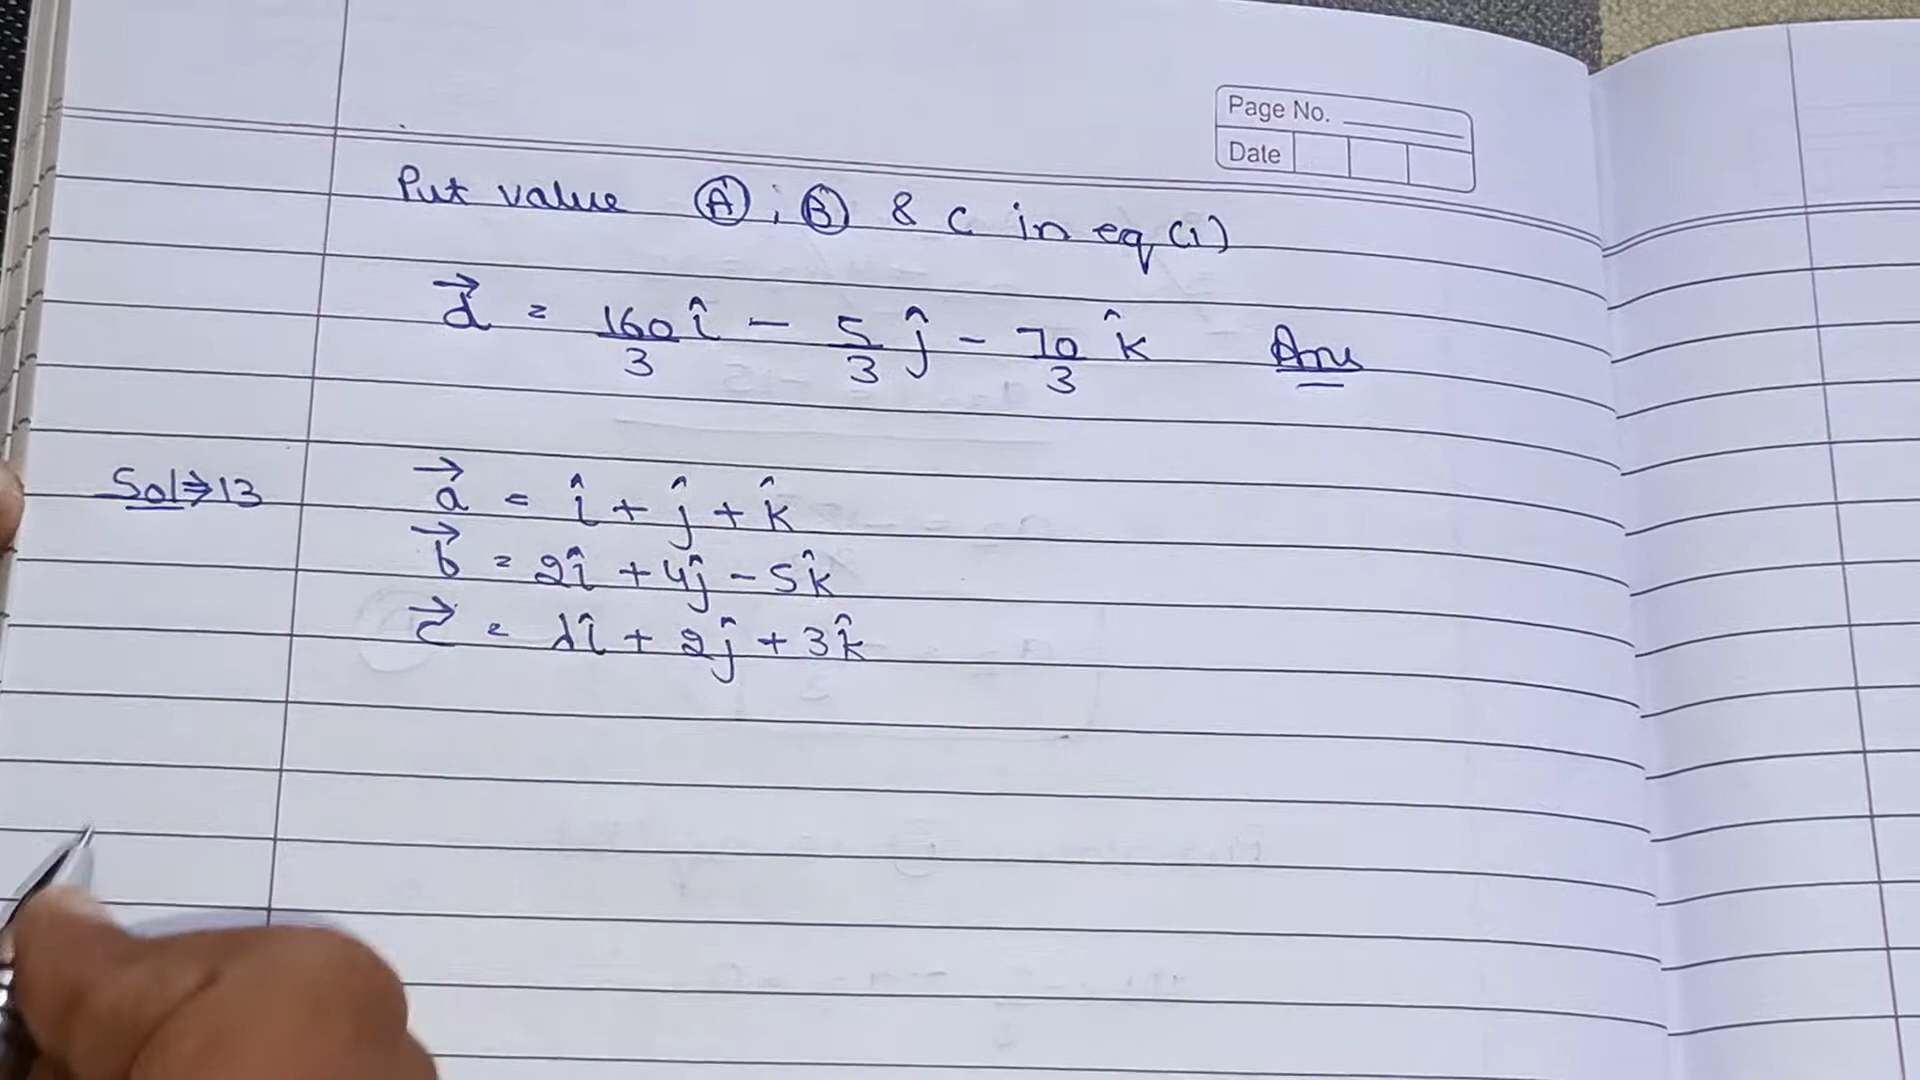 Page No.
Date
Put value Ⓐ, Ⓑ & C in eq (1)
d⃗ = 160/3 î - 5/3 ĵ - 70/3 k̂ Ans
Sol⇒13 a⃗ = î + ĵ + k̂
b⃗ = 2î + 4ĵ - 5k̂
c⃗ = λî + 2ĵ + 3k̂